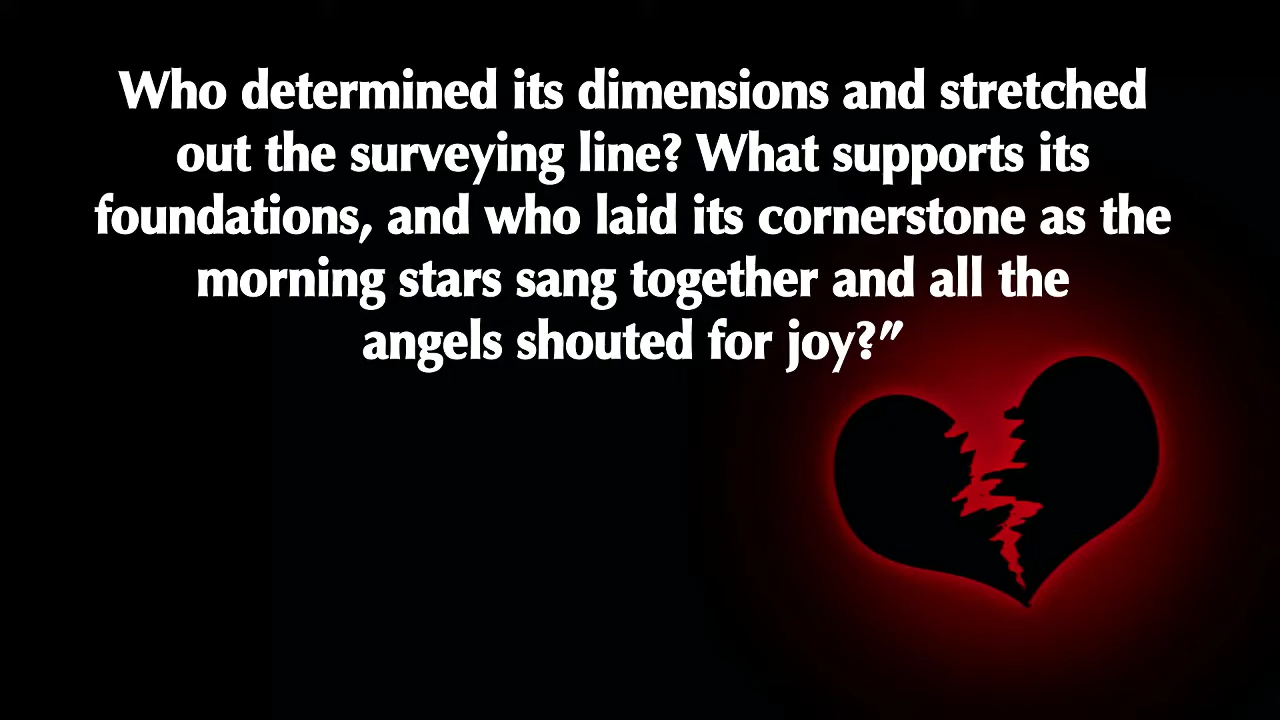 Who determined its dimensions and stretched
out the surveying line? What supports its
foundations, and who laid its cornerstone as the
morning stars sang together and all the
angels shouted for joy?”